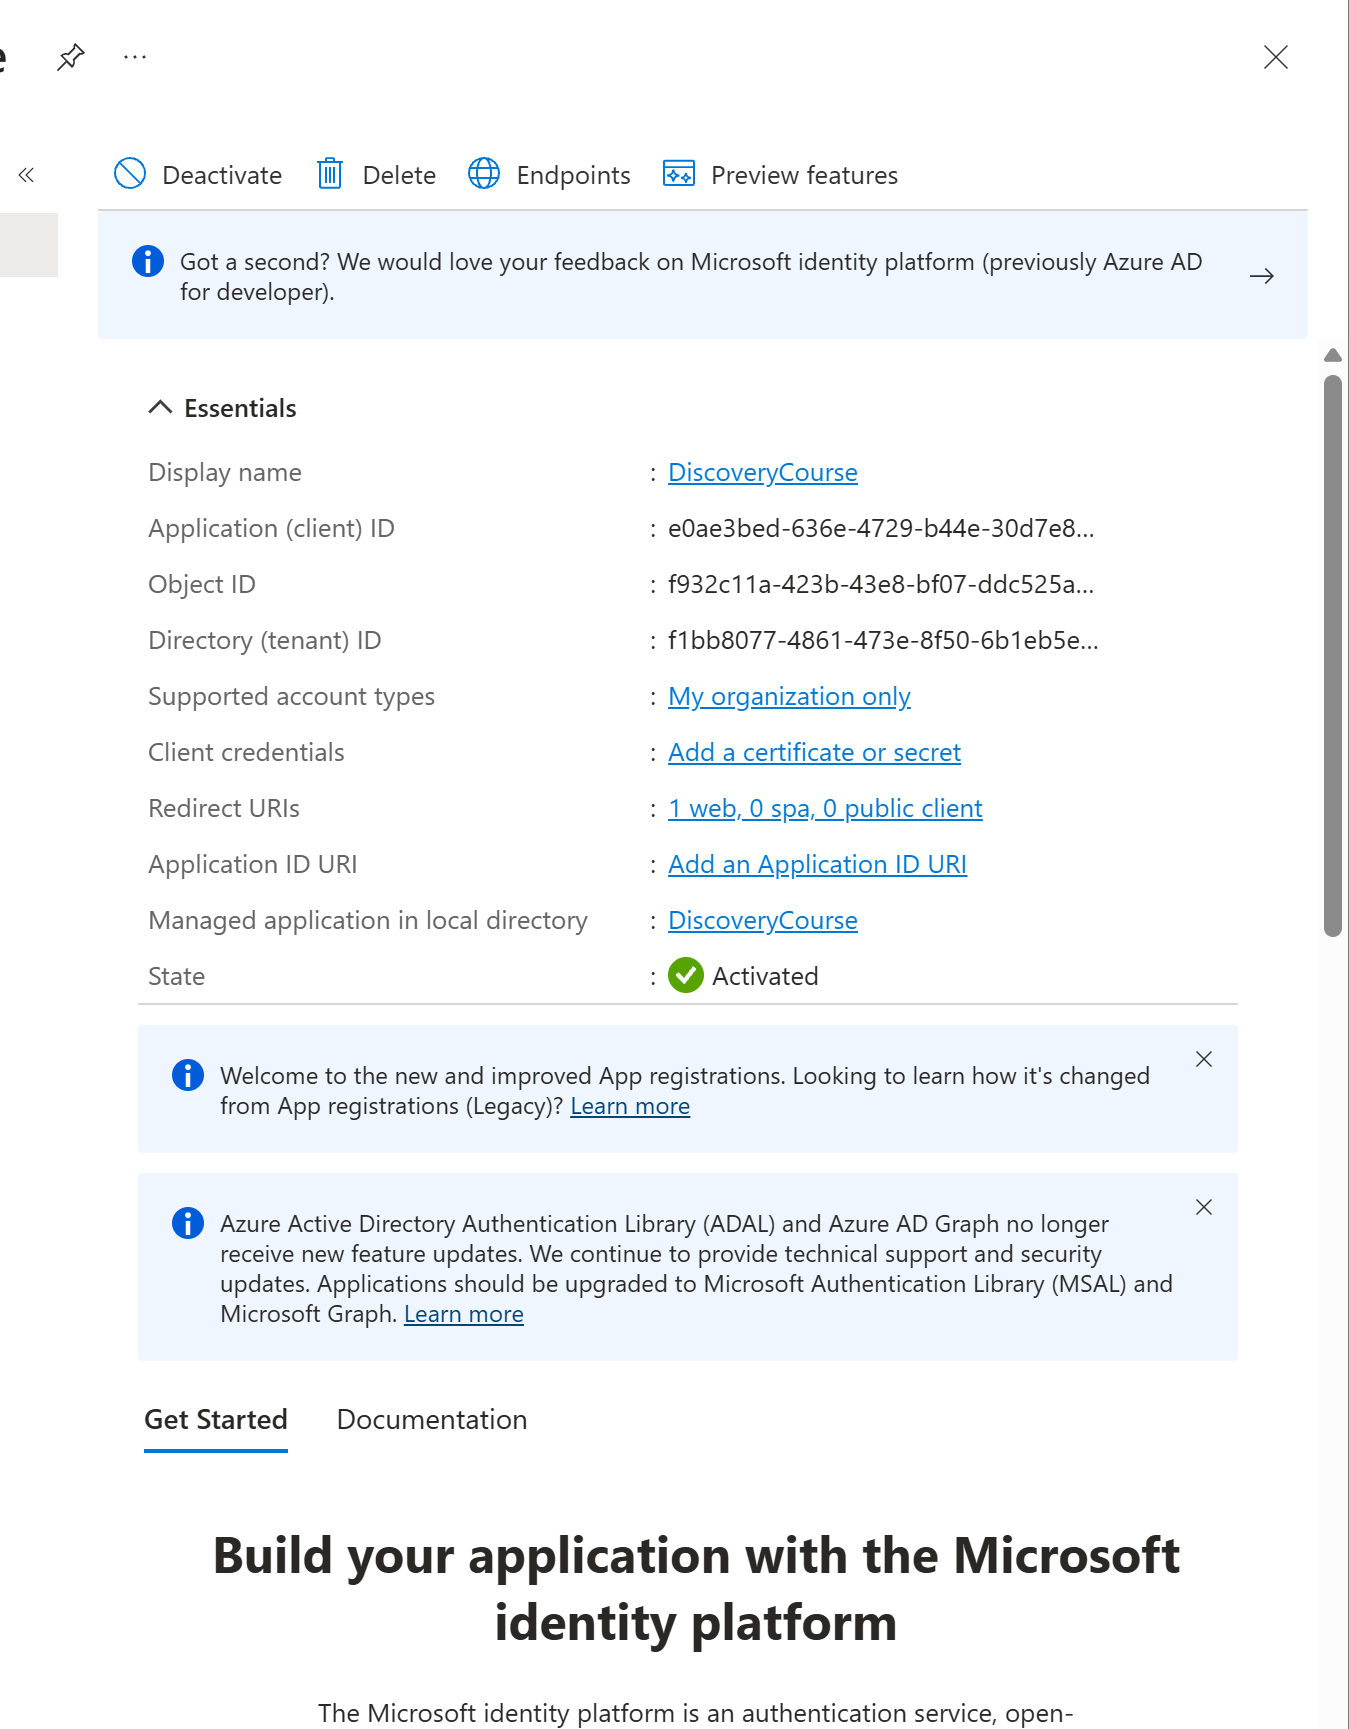 Deactivate Delete Endpoints Preview features
Got a second? We would love your feedback on Microsoft identity platform (previously Azure AD
for developer).
Essentials
Display name : DiscoveryCourse
Application (client) ID : e0ae3bed-636e-4729-b44e-30d7e8...
Object ID : f932c11a-423b-43e8-bf07-ddc525a...
Directory (tenant) ID : f1bb8077-4861-473e-8f50-6b1eb5e...
Supported account types : My organization only
Client credentials : Add a certificate or secret
Redirect URIs : 1 web, 0 spa, 0 public client
Application ID URI : Add an Application ID URI
Managed application in local directory : DiscoveryCourse
State : Activated
Welcome to the new and improved App registrations. Looking to learn how it's changed
from App registrations (Legacy)? Learn more
Azure Active Directory Authentication Library (ADAL) and Azure AD Graph no longer
receive new feature updates. We continue to provide technical support and security
updates. Applications should be upgraded to Microsoft Authentication Library (MSAL) and
Microsoft Graph. Learn more
Get Started Documentation
Build your application with the Microsoft
identity platform
The Microsoft identity platform is an authentication service, open-